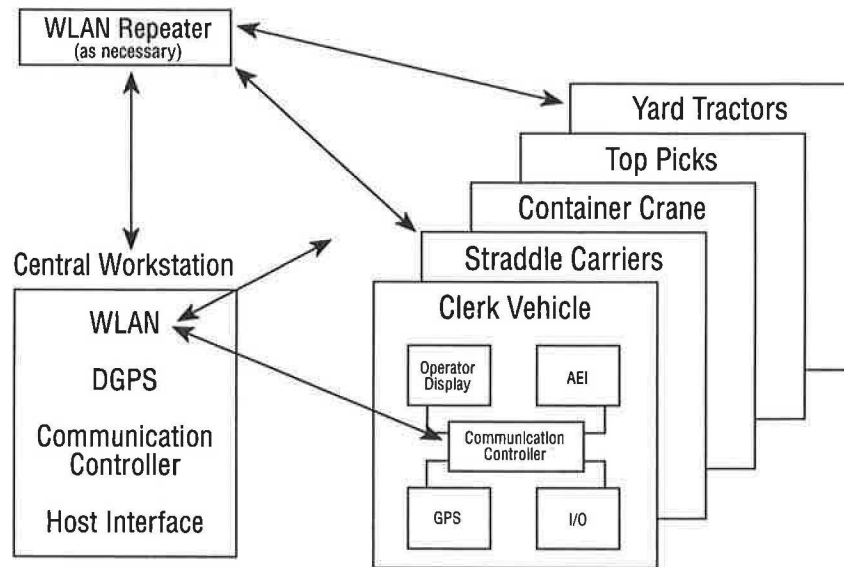 WLAN Repeater
(as necessary)
Yard Tractors
Top Picks
Container Crane
Straddle Carriers
Clerk Vehicle
Operator
Display
AEI
Communication
Controller
GPS
I/O
Central Workstation
WLAN
DGPS
Communication
Controller
Host Interface